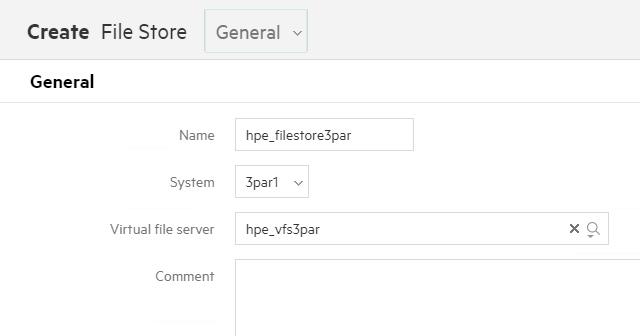 Create File Store General
General
Name hpe_filestore3par
System 3par1
Virtual file server hpe_vfs3par
Comment